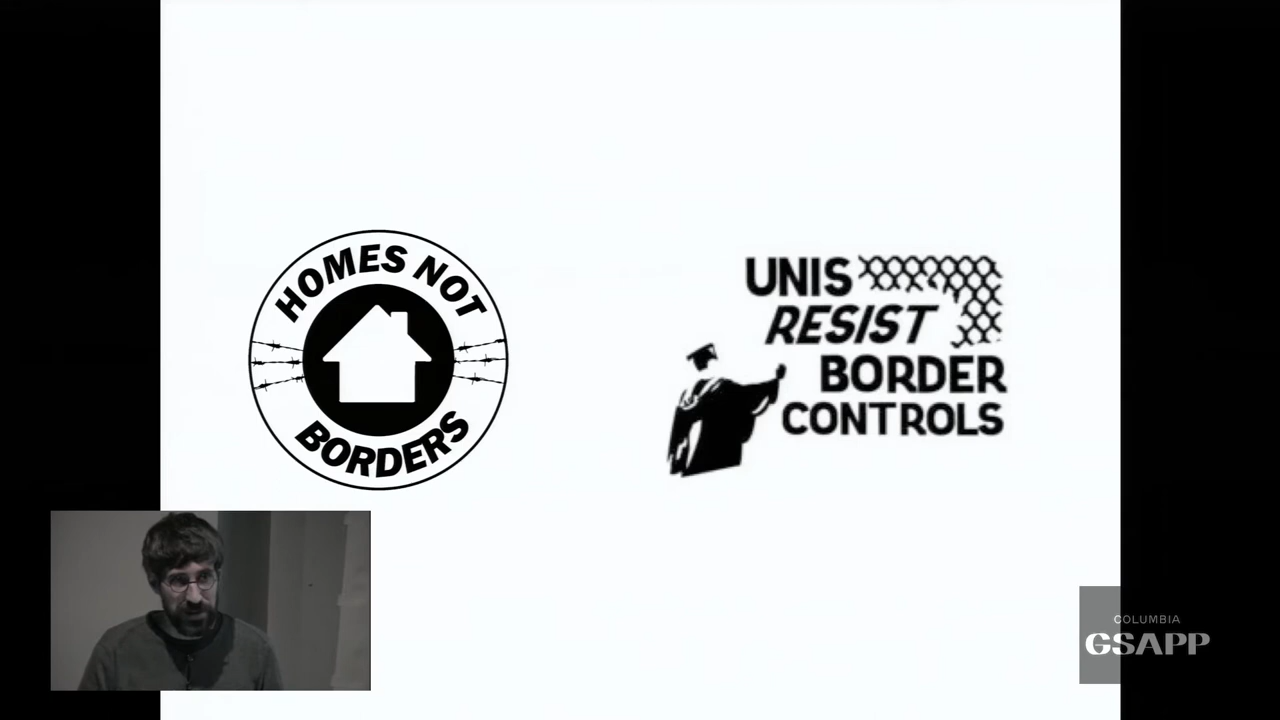 HOMES NOT
BORDERS
UNIS
RESIST
BORDER
CONTROLS
COLUMBIA
GSAPP